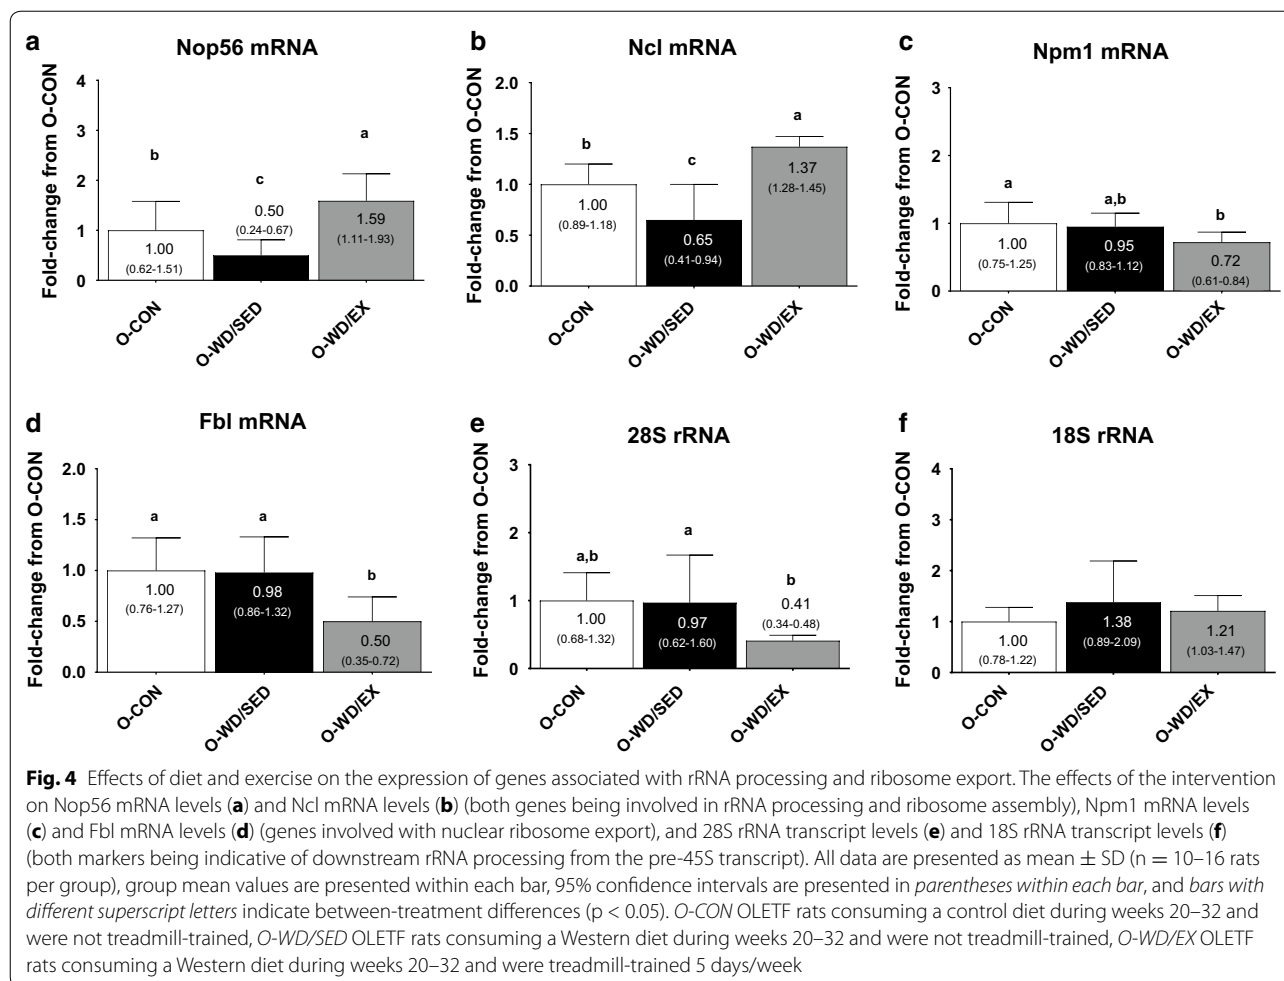 a
Nop56 mRNA
Fold-change from O-CON
4
3
2
1
0
b
c
a
1.00
(0.62-1.51)
0.50
(0.24-0.67)
1.59
(1.11-1.93)
O-CON
O-WD/SED
O-WD/EX
b
Ncl mRNA
Fold-change from O-CON
2.0
1.5
1.0
0.5
0.0
b
c
a
1.00
(0.89-1.18)
0.65
(0.41-0.94)
1.37
(1.28-1.45)
O-CON
O-WD/SED
O-WD/EX
c
Npm1 mRNA
Fold-change from O-CON
3
2
1
0
a
a,b
b
1.00
(0.75-1.25)
0.95
(0.83-1.12)
0.72
(0.61-0.84)
O-CON
O-WD/SED
O-WD/EX
d
Fbl mRNA
Fold-change from O-CON
2.0
1.5
1.0
0.5
0.0
a
a
b
1.00
(0.76-1.27)
0.98
(0.86-1.32)
0.50
(0.35-0.72)
O-CON
O-WD/SED
O-WD/EX
e
28S rRNA
Fold-change from O-CON
3
2
1
0
a,b
a
b
1.00
(0.68-1.32)
0.97
(0.62-1.60)
0.41
(0.34-0.48)
O-CON
O-WD/SED
O-WD/EX
f
18S rRNA
Fold-change from O-CON
4
3
2
1
0
1.00
(0.78-1.22)
1.38
(0.89-2.09)
1.21
(1.03-1.47)
O-CON
O-WD/SED
O-WD/EX
Fig. 4 Effects of diet and exercise on the expression of genes associated with rRNA processing and ribosome export. The effects of the intervention
on Nop56 mRNA levels (a) and Ncl mRNA levels (b) (both genes being involved in rRNA processing and ribosome assembly), Npm1 mRNA levels
(c) and Fbl mRNA levels (d) (genes involved with nuclear ribosome export), and 28S rRNA transcript levels (e) and 18S rRNA transcript levels (f)
(both markers being indicative of downstream rRNA processing from the pre-45S transcript). All data are presented as mean ± SD (n = 10–16 rats
per group), group mean values are presented within each bar, 95% confidence intervals are presented in parentheses within each bar, and bars with
different superscript letters indicate between-treatment differences (p < 0.05). O-CON OLETF rats consuming a control diet during weeks 20–32 and
were not treadmill-trained, O-WD/SED OLETF rats consuming a Western diet during weeks 20–32 and were not treadmill-trained, O-WD/EX OLETF
rats consuming a Western diet during weeks 20–32 and were treadmill-trained 5 days/week